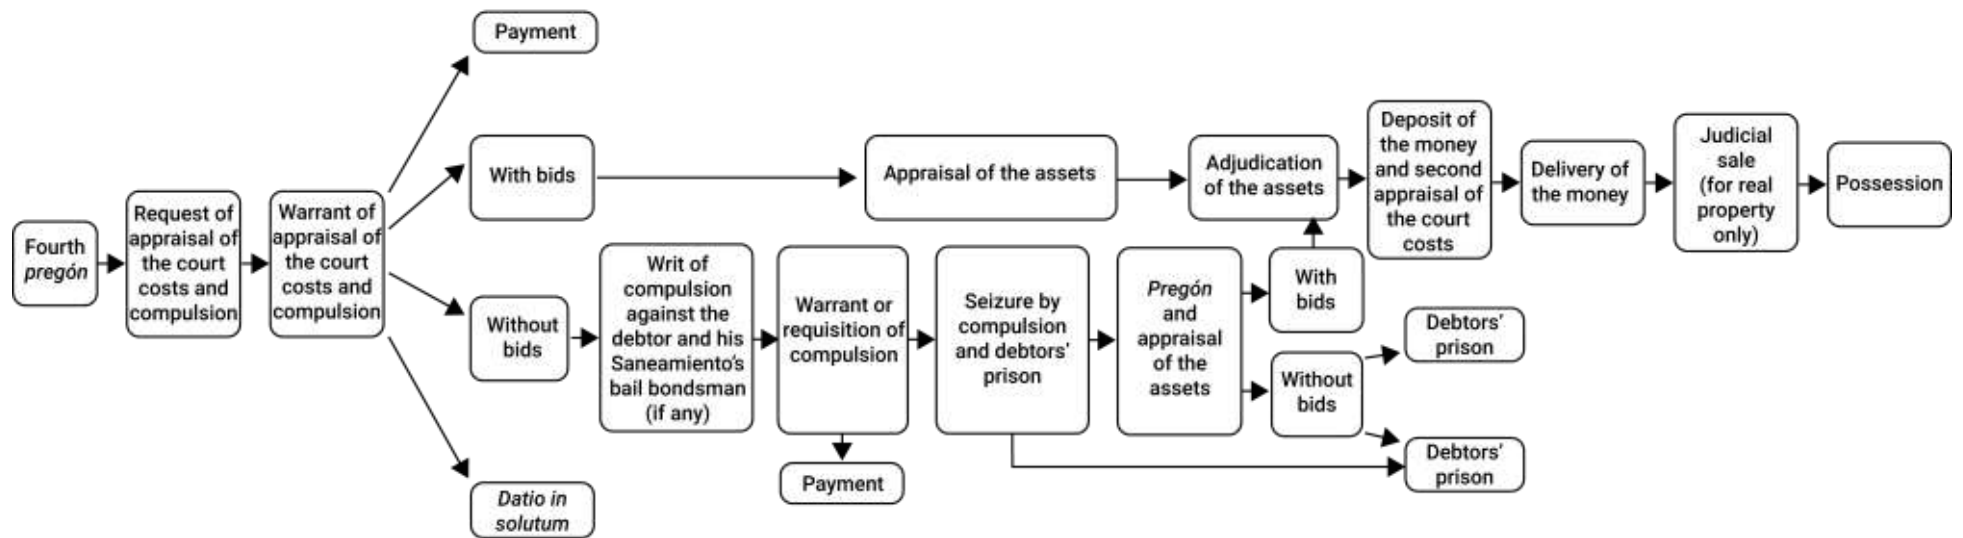 Fourth
pregón
Request of
appraisal of
the court
costs and
compulsion
Warrant of
appraisal of
the court
costs and
compulsion
Payment
With bids
Appraisal of the assets
Adjudication
of the assets
Deposit of
the money
and second
appraisal of
the court
costs
Delivery of
the money
Judicial
sale
(for real
property
only)
Possession
Without
bids
Writ of
compulsion
against the
debtor and his
Saneamiento's
bail bondsman
(if any)
Warrant or
requisition of
compulsion
Payment
Seizure by
compulsion
and debtors'
prison
Pregón
and
appraisal
of the
assets
With
bids
Without
bids
Debtors'
prison
Debtors'
prison
Datio in
solutum